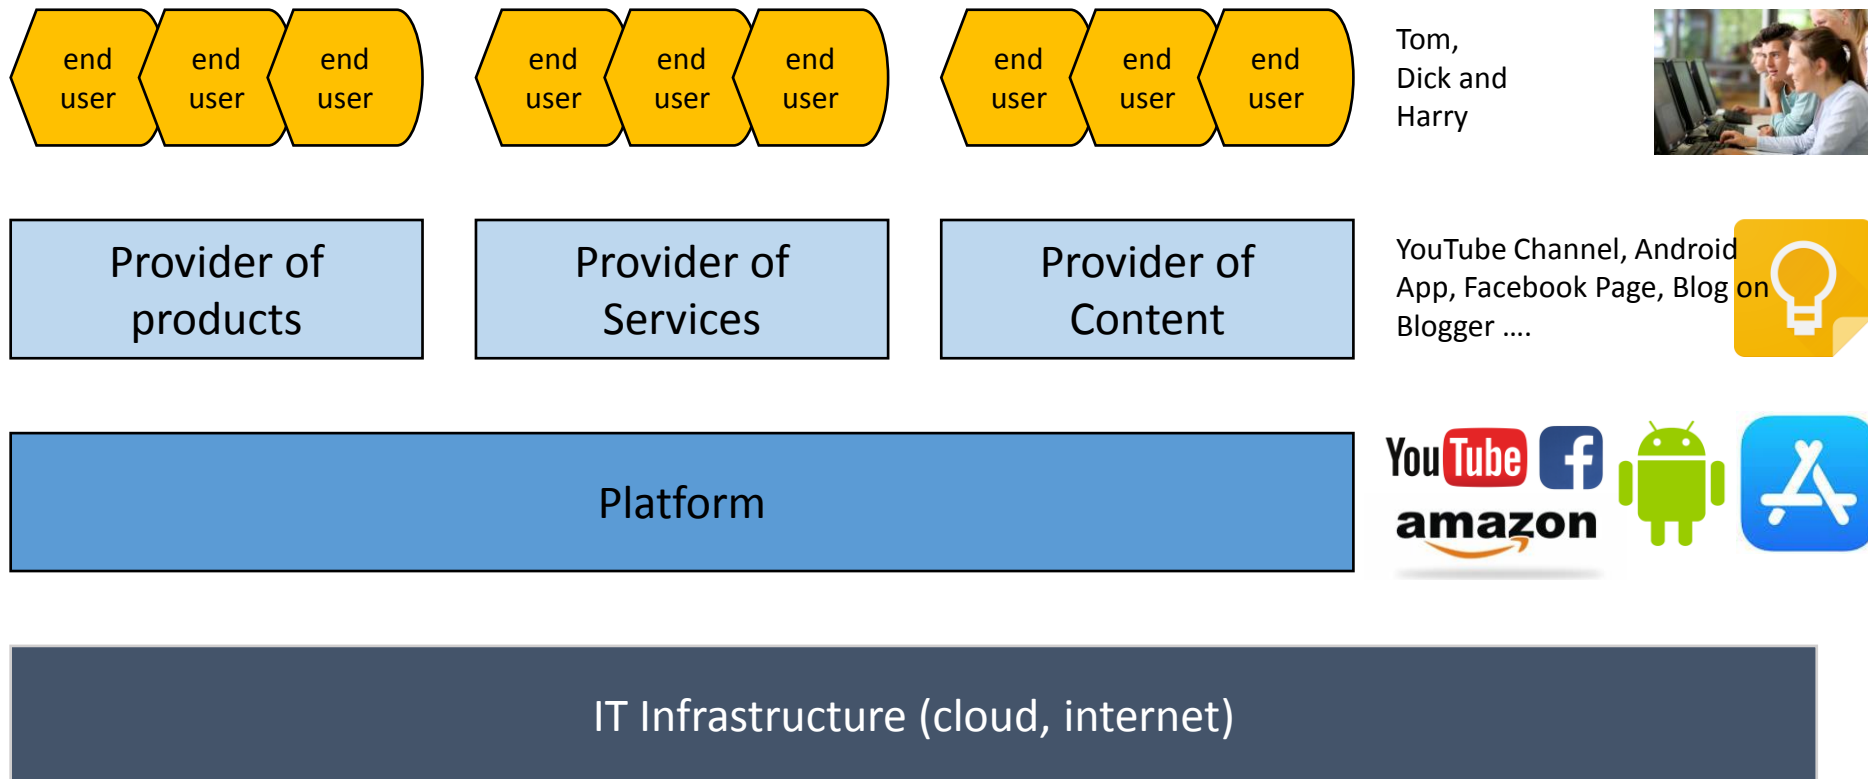 end end end end end end end end end
user user user user user user user user user
Tom,
Dick and
Harry
Provider of
products
Provider of
Services
Provider of
Content
YouTube Channel, Android
App, Facebook Page, Blog on
Blogger ....
Platform
YouTube
f
amazon
IT Infrastructure (cloud, internet)